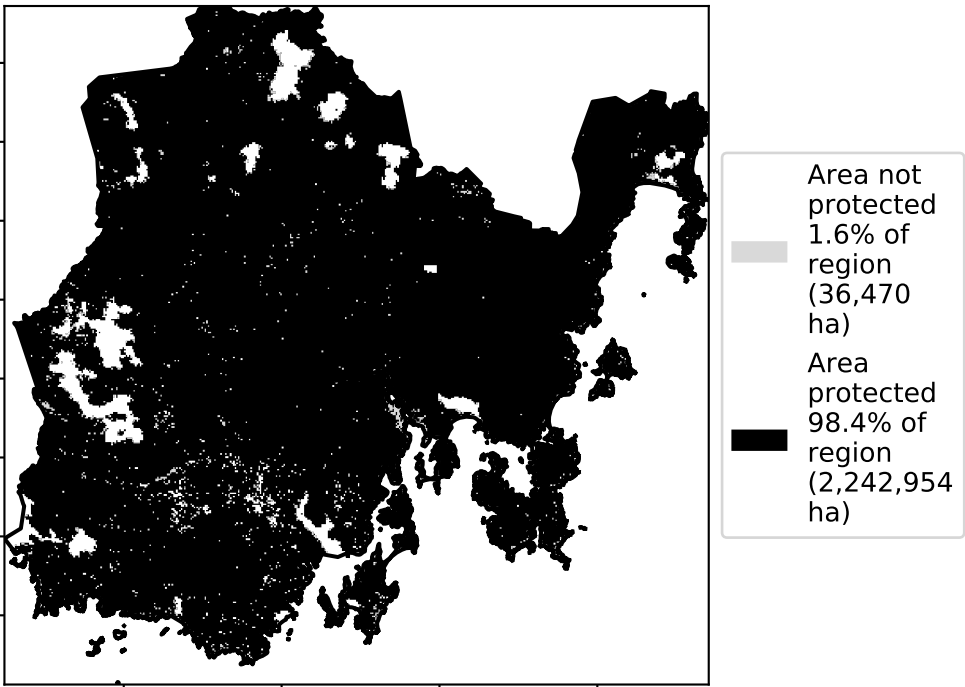 Area not
protected
1.6% of
region
(36,470
ha)
Area
protected
98.4% of
region
(2,242,954
ha)